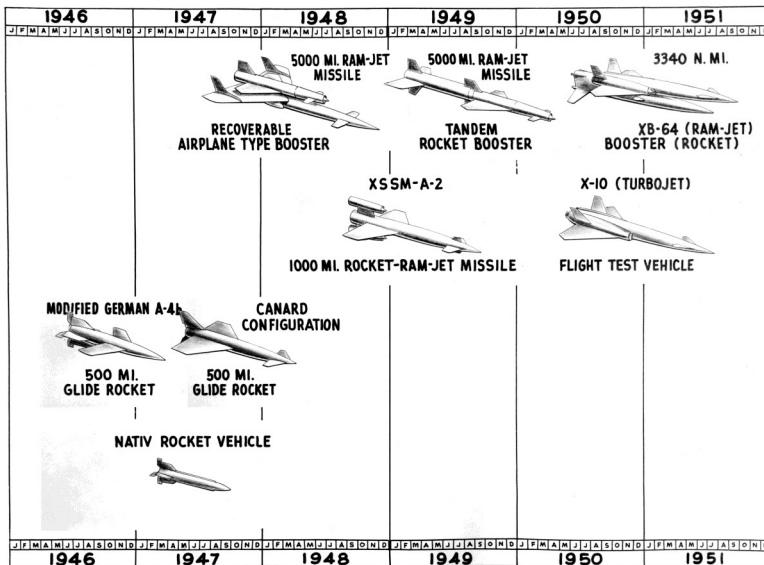 1946 1947 1948 1949 1950 1951
J F M A M J J A S O N D J F M A M J J A S O N D J F M A M J J A S O N D J F M A M J J A S O N D J F M A M J J A S O N D J F M A M J J A S O N D
5000 MI. RAM-JET
MISSILE
RECOVERABLE
AIRPLANE TYPE BOOSTER
5000 MI. RAM-JET
MISSILE
TANDEM
ROCKET BOOSTER
3340 N. MI.
XB-64 (RAM-JET)
BOOSTER (ROCKET)
XSSM-A-2
1000 MI. ROCKET-RAM-JET MISSILE
X-10 (TURBOJET)
FLIGHT TEST VEHICLE
MODIFIED GERMAN A-4b
500 MI.
GLIDE ROCKET
CANARD
CONFIGURATION
500 MI.
GLIDE ROCKET
NATIV ROCKET VEHICLE
J F M A M J J A S O N D J F M A M J J A S O N D J F M A M J J A S O N D J F M A M J J A S O N D J F M A M J J A S O N D J F M A M J J A S O N D
1946 1947 1948 1949 1950 1951